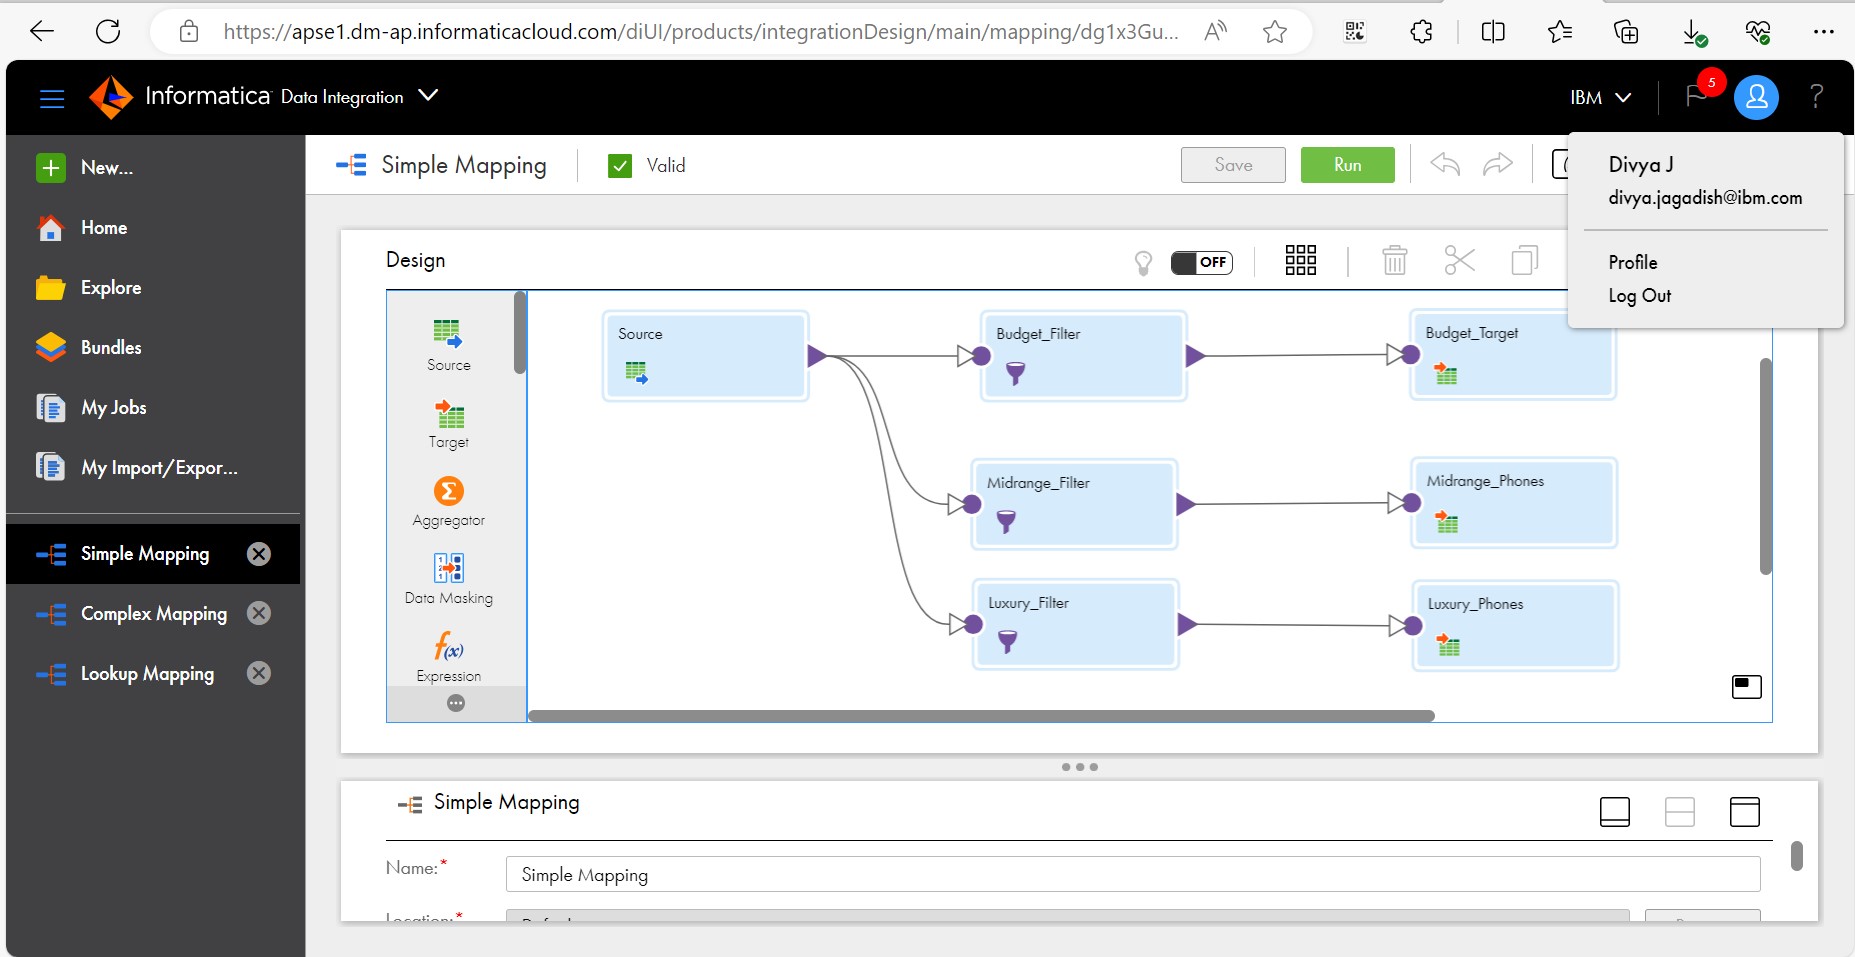 https://apse1.dm-ap.informaticacloud.com/diUI/products/integrationDesign/main/mapping/dg1x3Gu...
Informatica Data Integration
IBM
5
?
New...
Home
Explore
Bundles
My Jobs
My Import/Expor...
Simple Mapping
Complex Mapping
Lookup Mapping
Simple Mapping
Valid
Save
Run
Divya J
divya.jagadish@ibm.com
Profile
Log Out
Design
OFF
Source
Target
Aggregator
Data Masking
Expression
Source
Budget_Filter
Budget_Target
Midrange_Filter
Midrange_Phones
Luxury_Filter
Luxury_Phones
Simple Mapping
Name:*
Simple Mapping
Location:*